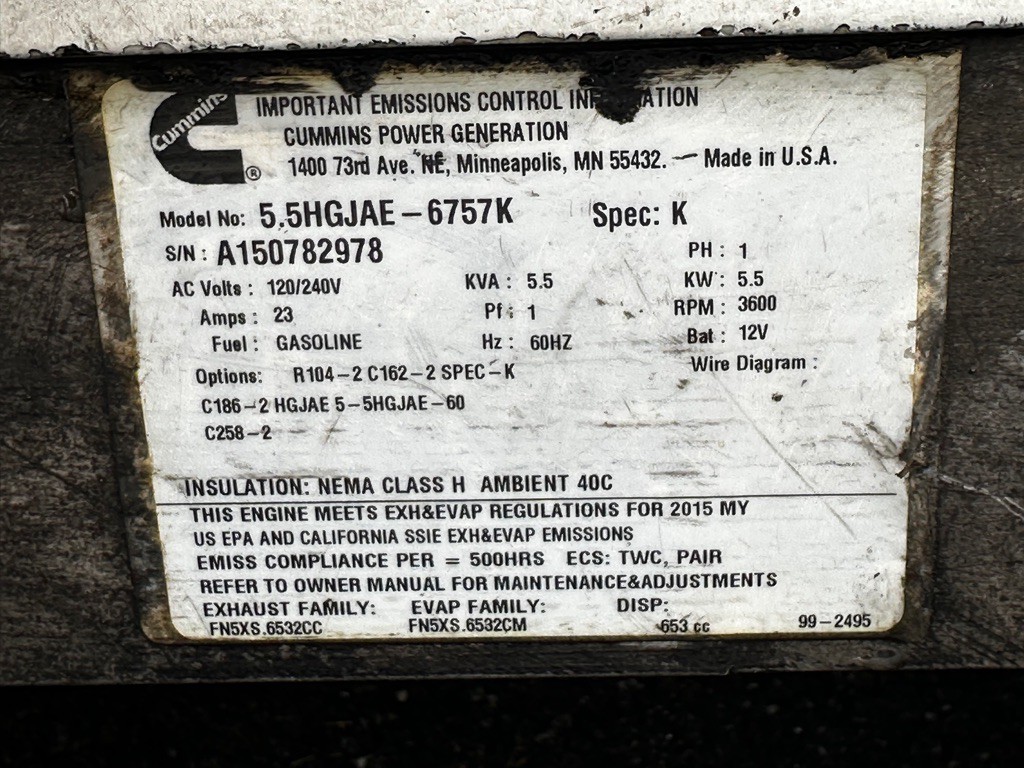 Cummins
IMPORTANT EMISSIONS CONTROL
CUMMINS POWER GENERATION
® 1400 73rd Ave. NE, Minneapolis, MN 55432. — Made in U.S.A.
Model No: 5.5HGJAE–6757K Spec: K
S/N : A150782978 PH : 1
AC Volts : 120/240V KVA : 5.5 KW : 5.5
Amps : 23 Pf : 1 RPM : 3600
Fuel : GASOLINE Hz : 60HZ Bat : 12V
Options: R104–2 C162–2 SPEC–K Wire Diagram :
C186–2 HGJAE 5–5HGJAE–60
C258–2
INSULATION: NEMA CLASS H AMBIENT 40C
THIS ENGINE MEETS EXH&EVAP REGULATIONS FOR 2015 MY
US EPA AND CALIFORNIA SSIE EXH&EVAP EMISSIONS
EMISS COMPLIANCE PER = 500HRS ECS: TWC, PAIR
REFER TO OWNER MANUAL FOR MAINTENANCE&ADJUSTMENTS
EXHAUST FAMILY: EVAP FAMILY: DISP:
FN5XS.6532CC FN5XS.6532CM 653 cc 99–2495